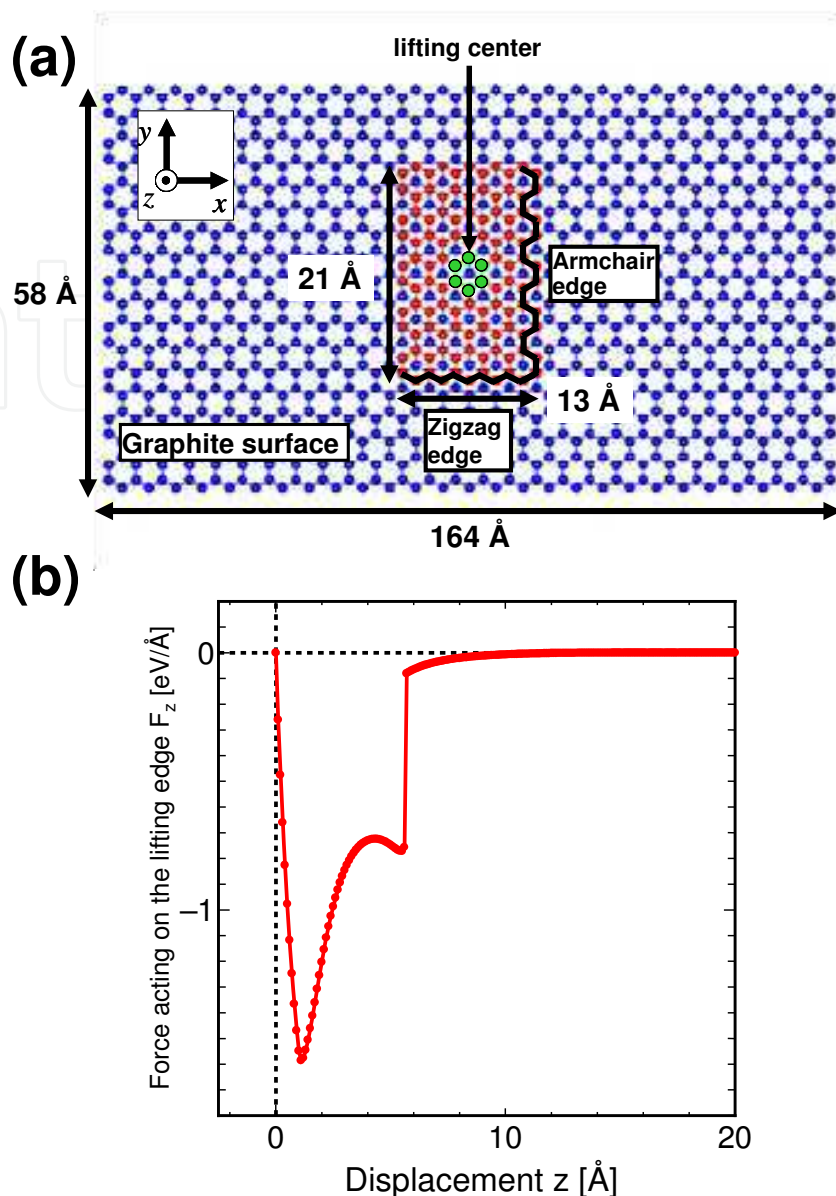 (a)
lifting center
y
z
x
21 Å
Armchair
edge
58 Å
13 Å
Graphite surface
Zigzag
edge
164 Å
(b)
Force acting on the lifting edge F_z [eV/Å]
0
−1
0
10
20
Displacement z [Å]